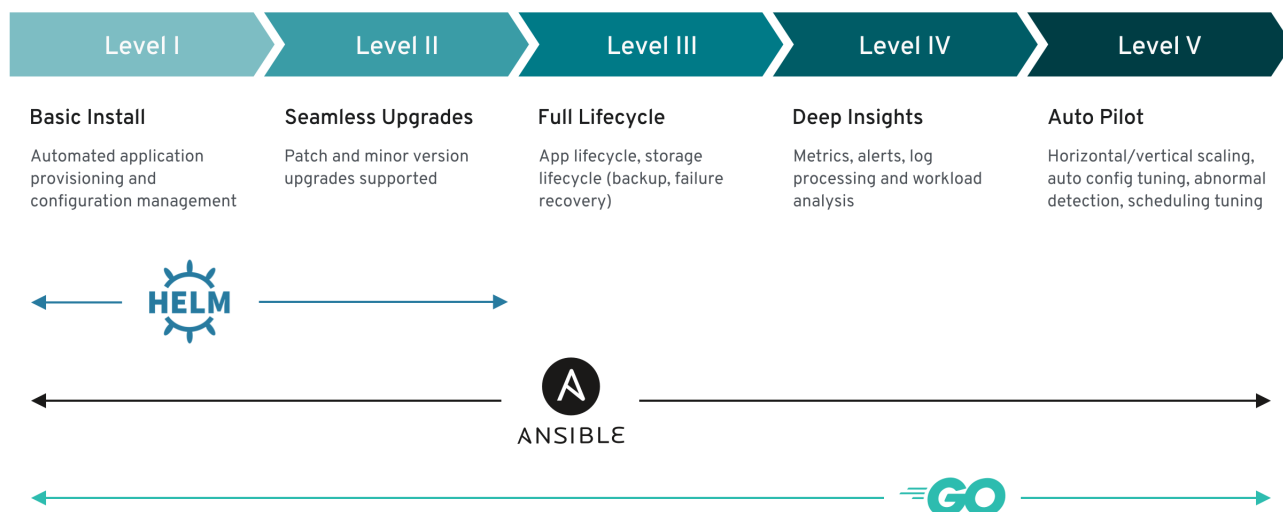 Level I
Level II
Level III
Level IV
Level V
Basic Install
Automated application
provisioning and
configuration management
Seamless Upgrades
Patch and minor version
upgrades supported
Full Lifecycle
App lifecycle, storage
lifecycle (backup, failure
recovery)
Deep Insights
Metrics, alerts, log
processing and workload
analysis
Auto Pilot
Horizontal/vertical scaling,
auto config tuning, abnormal
detection, scheduling tuning
HELM
A
ANSIBLE
GO